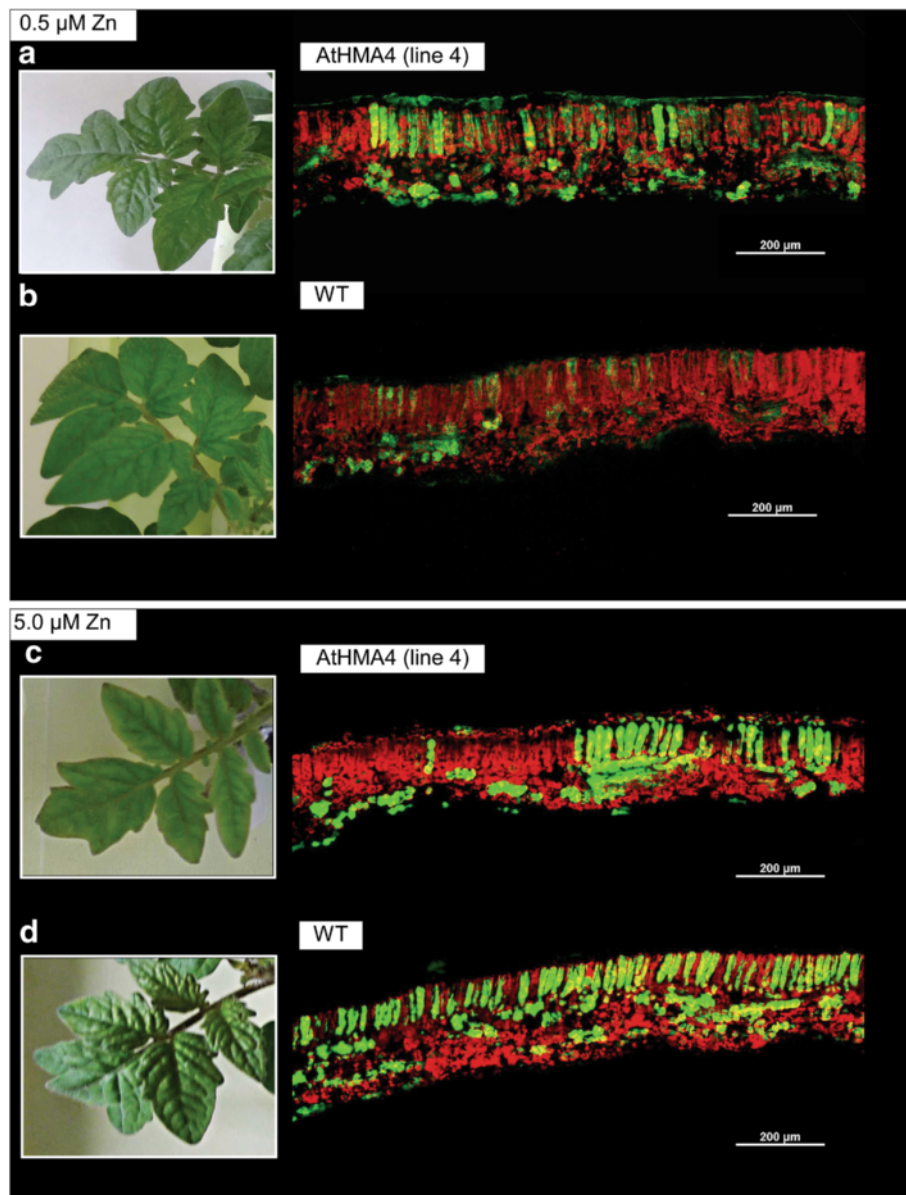 0.5 µM Zn
a
AtHMA4 (line 4)
200 µm
b
WT
200 µm
5.0 µM Zn
c
AtHMA4 (line 4)
200 µm
d
WT
200 µm